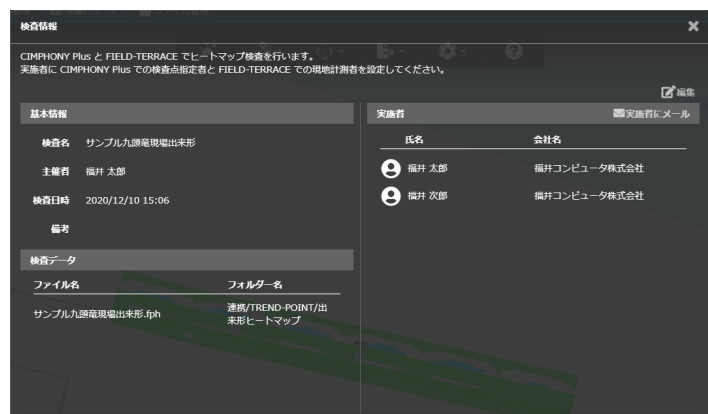 検査情報
CIMPHONY Plus と FIELD-TERRACE でヒートマップ検査を行います。
実施者に CIMPHONY Plus での検査点指定者と FIELD-TERRACE での現地計測者を設定してください。
編集
基本情報
検査名 サンプル九頭竜現場出来形
主催者 福井 太郎
検査日時 2020/12/10 15:06
備考
検査データ
ファイル名 フォルダー名
サンプル九頭竜現場出来形.fph 連携/TREND-POINT/出
来形ヒートマップ
実施者 実施者にメール
氏名 会社名
福井 太郎 福井コンピュータ株式会社
福井 次郎 福井コンピュータ株式会社